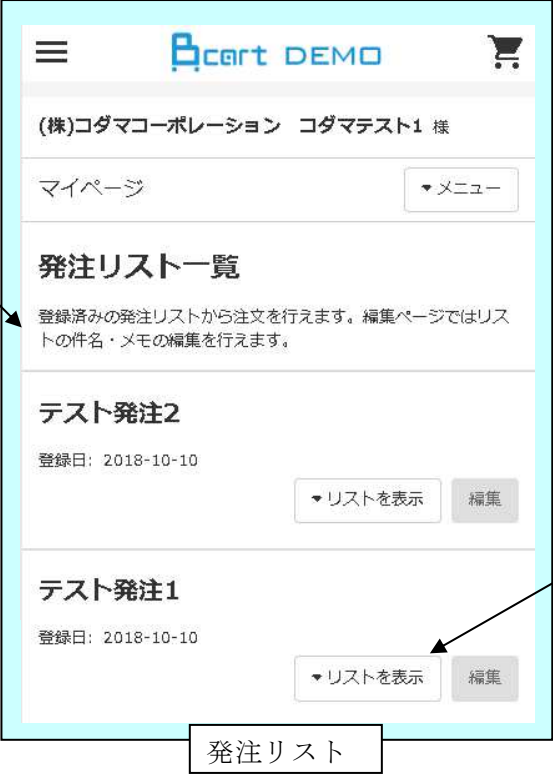 Bcart DEMO
(株)コダマコーポレーション　コダマテスト1 様
マイページ
メニュー
発注リスト一覧
登録済みの発注リストから注文を行えます。編集ページではリス
トの件名・メモの編集を行えます。
テスト発注2
登録日: 2018-10-10
リストを表示 編集
テスト発注1
登録日: 2018-10-10
リストを表示 編集
発注リスト